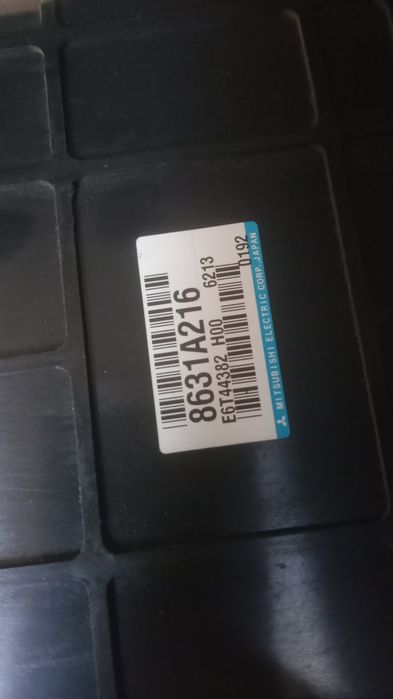 8631A216
6213
E6T44382 H00
0192
MITSUBISHI ELECTRIC CORP. JAPAN